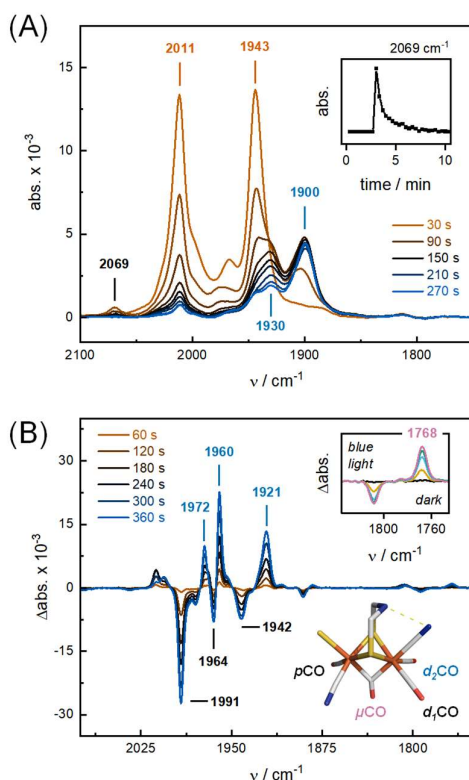 (A)
2011
1943
2069 cm⁻¹
15
10
5
0
abs. x 10⁻³
abs.
0 5 10
time / min
1900
2069
30 s
90 s
150 s
210 s
270 s
1930
2100 2000 1900 1800
ν / cm⁻¹
(B)
60 s
120 s
180 s
240 s
300 s
360 s
1960
1972
1921
1768
blue
light
dark
Δabs.
1810 1760
ν / cm⁻¹
30
15
0
-15
-30
Δabs. x 10⁻³
1964
1942
1991
pCO
d₂CO
μCO
d₁CO
2025 1950 1875 1800
ν / cm⁻¹